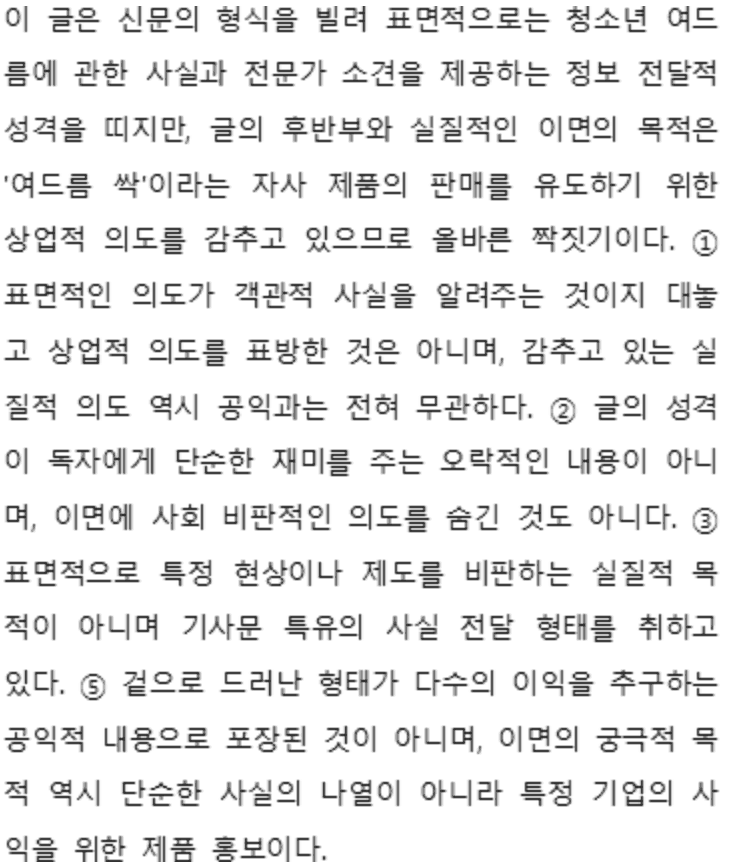 이 글은 신문의 형식을 빌려 표면적으로는 청소년 여드
름에 관한 사실과 전문가 소견을 제공하는 정보 전달적
성격을 띠지만, 글의 후반부와 실질적인 이면의 목적은
'여드름 싹'이라는 자사 제품의 판매를 유도하기 위한
상업적 의도를 감추고 있으므로 올바른 짝짓기이다. ①
표면적인 의도가 객관적 사실을 알려주는 것이지 대놓
고 상업적 의도를 표방한 것은 아니며, 감추고 있는 실
질적 의도 역시 공익과는 전혀 무관하다. ② 글의 성격
이 독자에게 단순한 재미를 주는 오락적인 내용이 아니
며, 이면에 사회 비판적인 의도를 숨긴 것도 아니다. ③
표면적으로 특정 현상이나 제도를 비판하는 실질적 목
적이 아니며 기사문 특유의 사실 전달 형태를 취하고
있다. ⑤ 겉으로 드러난 형태가 다수의 이익을 추구하는
공익적 내용으로 포장된 것이 아니며, 이면의 궁극적 목
적 역시 단순한 사실의 나열이 아니라 특정 기업의 사
익을 위한 제품 홍보이다.